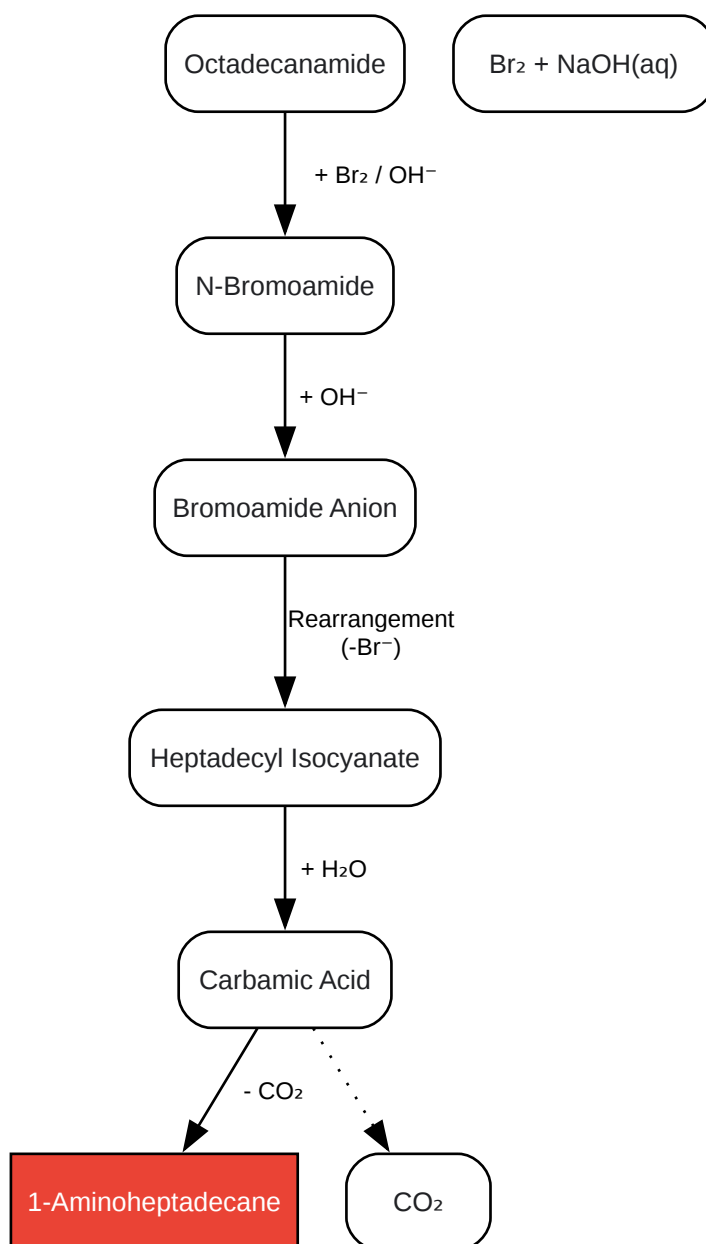 Octadecanamide
Br₂ + NaOH(aq)
+ Br₂ / OH⁻
N-Bromoamide
+ OH⁻
Bromoamide Anion
Rearrangement
(-Br⁻)
Heptadecyl Isocyanate
+ H₂O
Carbamic Acid
- CO₂
1-Aminoheptadecane
CO₂